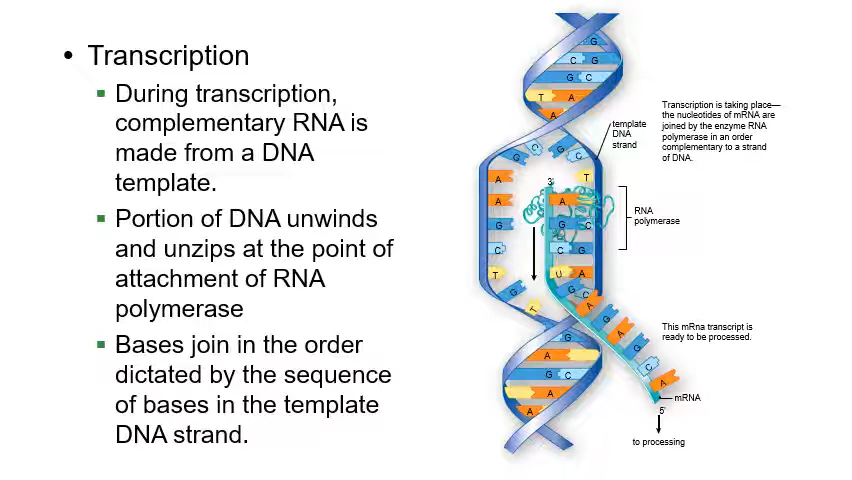 • Transcription
▪ During transcription,
complementary RNA is
made from a DNA
template.
▪ Portion of DNA unwinds
and unzips at the point of
attachment of RNA
polymerase
▪ Bases join in the order
dictated by the sequence
of bases in the template
DNA strand.
G
C G
G C
T A
A
template
DNA
strand
Transcription is taking place—
the nucleotides of mRNA are
joined by the enzyme RNA
polymerase in an order
complementary to a strand
of DNA.
G C G C
A 3' T
A A
G G C
C C G
T U A
G G C
T A
RNA
polymerase
G
A
G
C
A
This mRna transcript is
ready to be processed.
mRNA
5'
to processing
G
A
G C
A
A